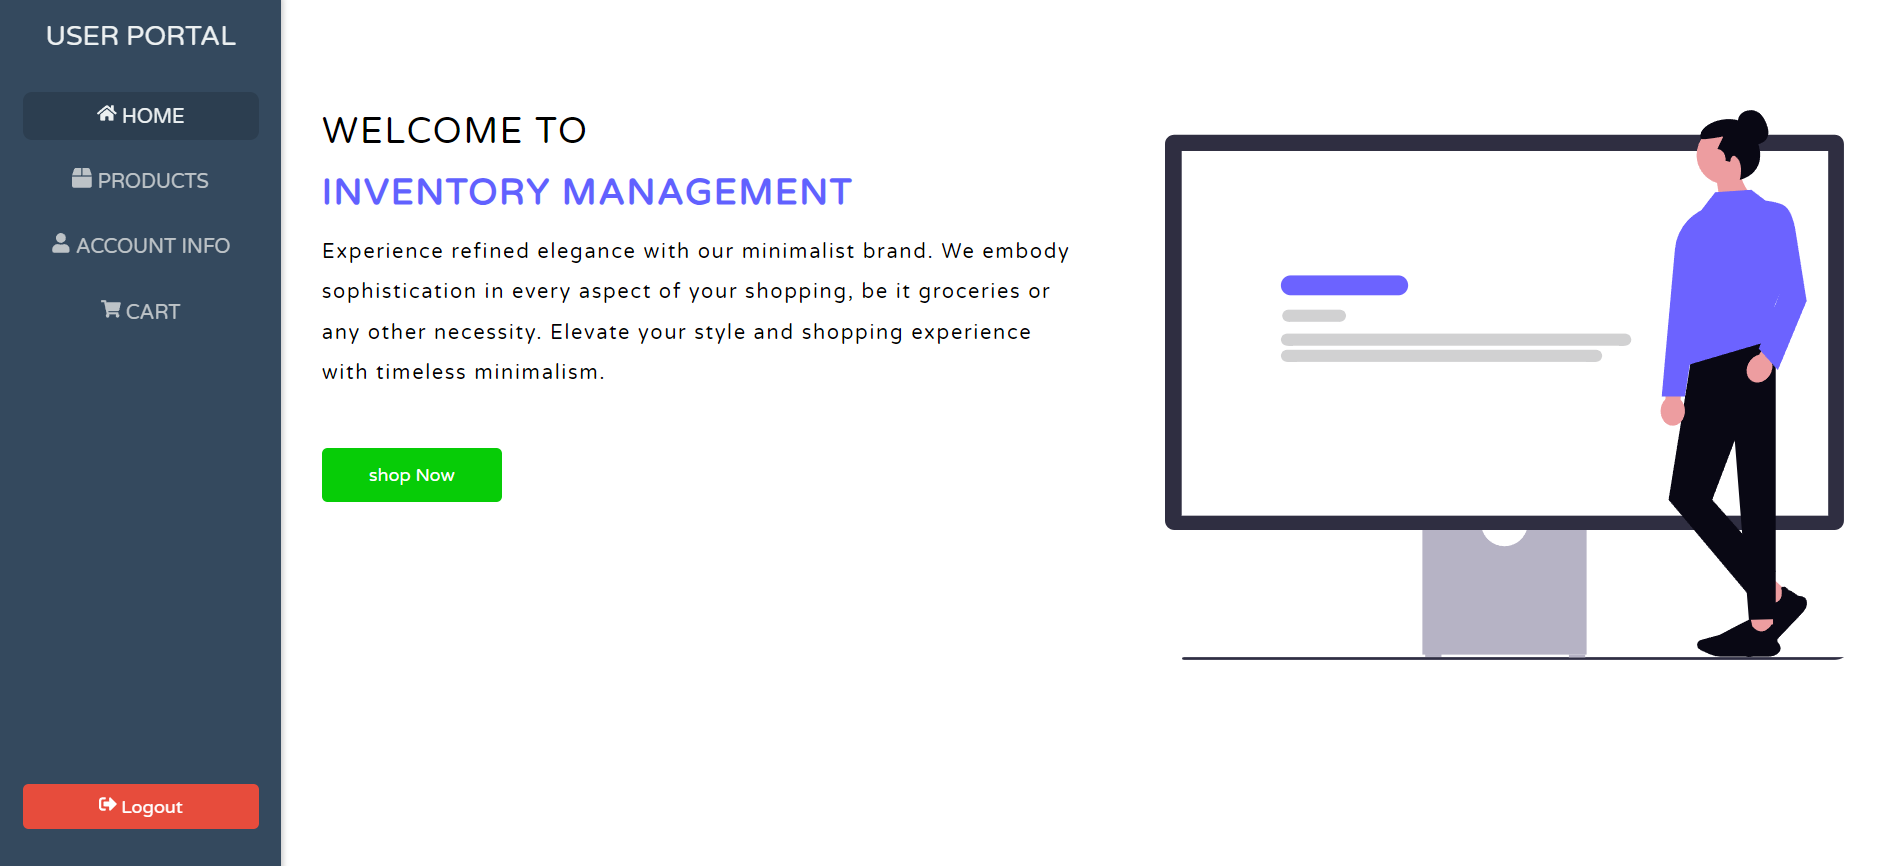 USER PORTAL
HOME
PRODUCTS
ACCOUNT INFO
CART
Logout
WELCOME TO
INVENTORY MANAGEMENT
Experience refined elegance with our minimalist brand. We embody
sophistication in every aspect of your shopping, be it groceries or
any other necessity. Elevate your style and shopping experience
with timeless minimalism.
shop Now